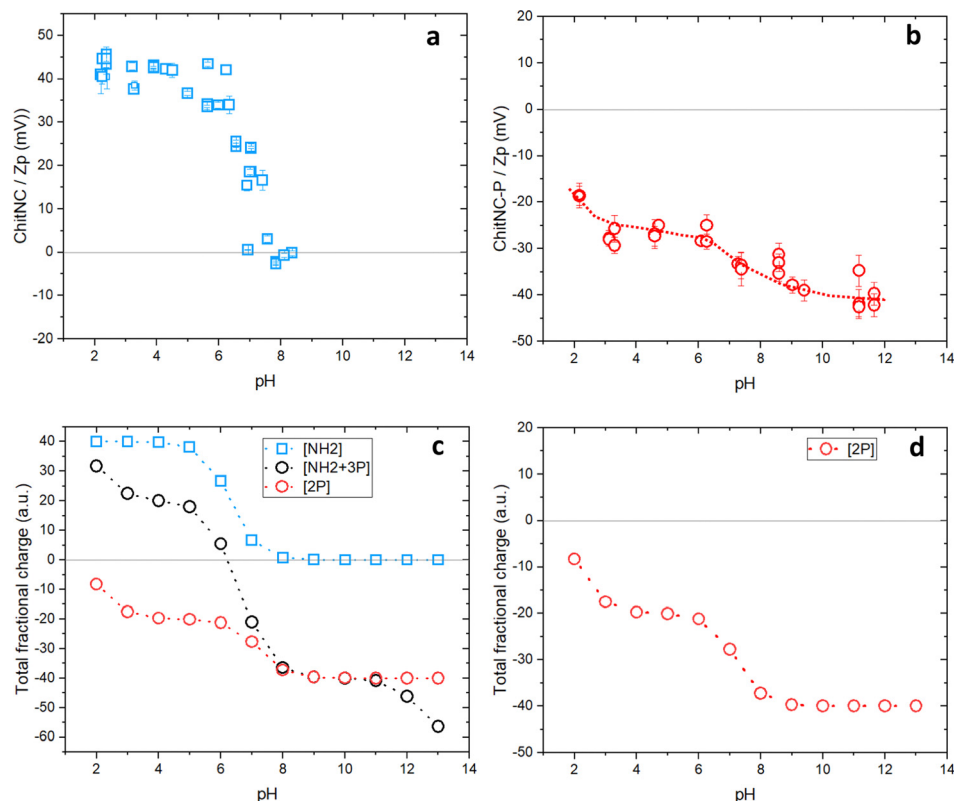 a
50
40
30
20
10
0
-10
-20
ChitNC / Zp (mV))
2 4 6 8 10 12 14
pH
b
20
10
0
-10
-20
-30
-40
-50
ChitNC-P / Zp (mV)
2 4 6 8 10 12 14
pH
c
[NH2]
[NH2+3P]
[2P]
40
30
20
10
0
-10
-20
-30
-40
-50
-60
Total fractional charge (a.u.)
2 4 6 8 10 12 14
pH
d
[2P]
20
10
0
-10
-20
-30
-40
-50
Total fractional charge (a.u.)
2 4 6 8 10 12 14
pH